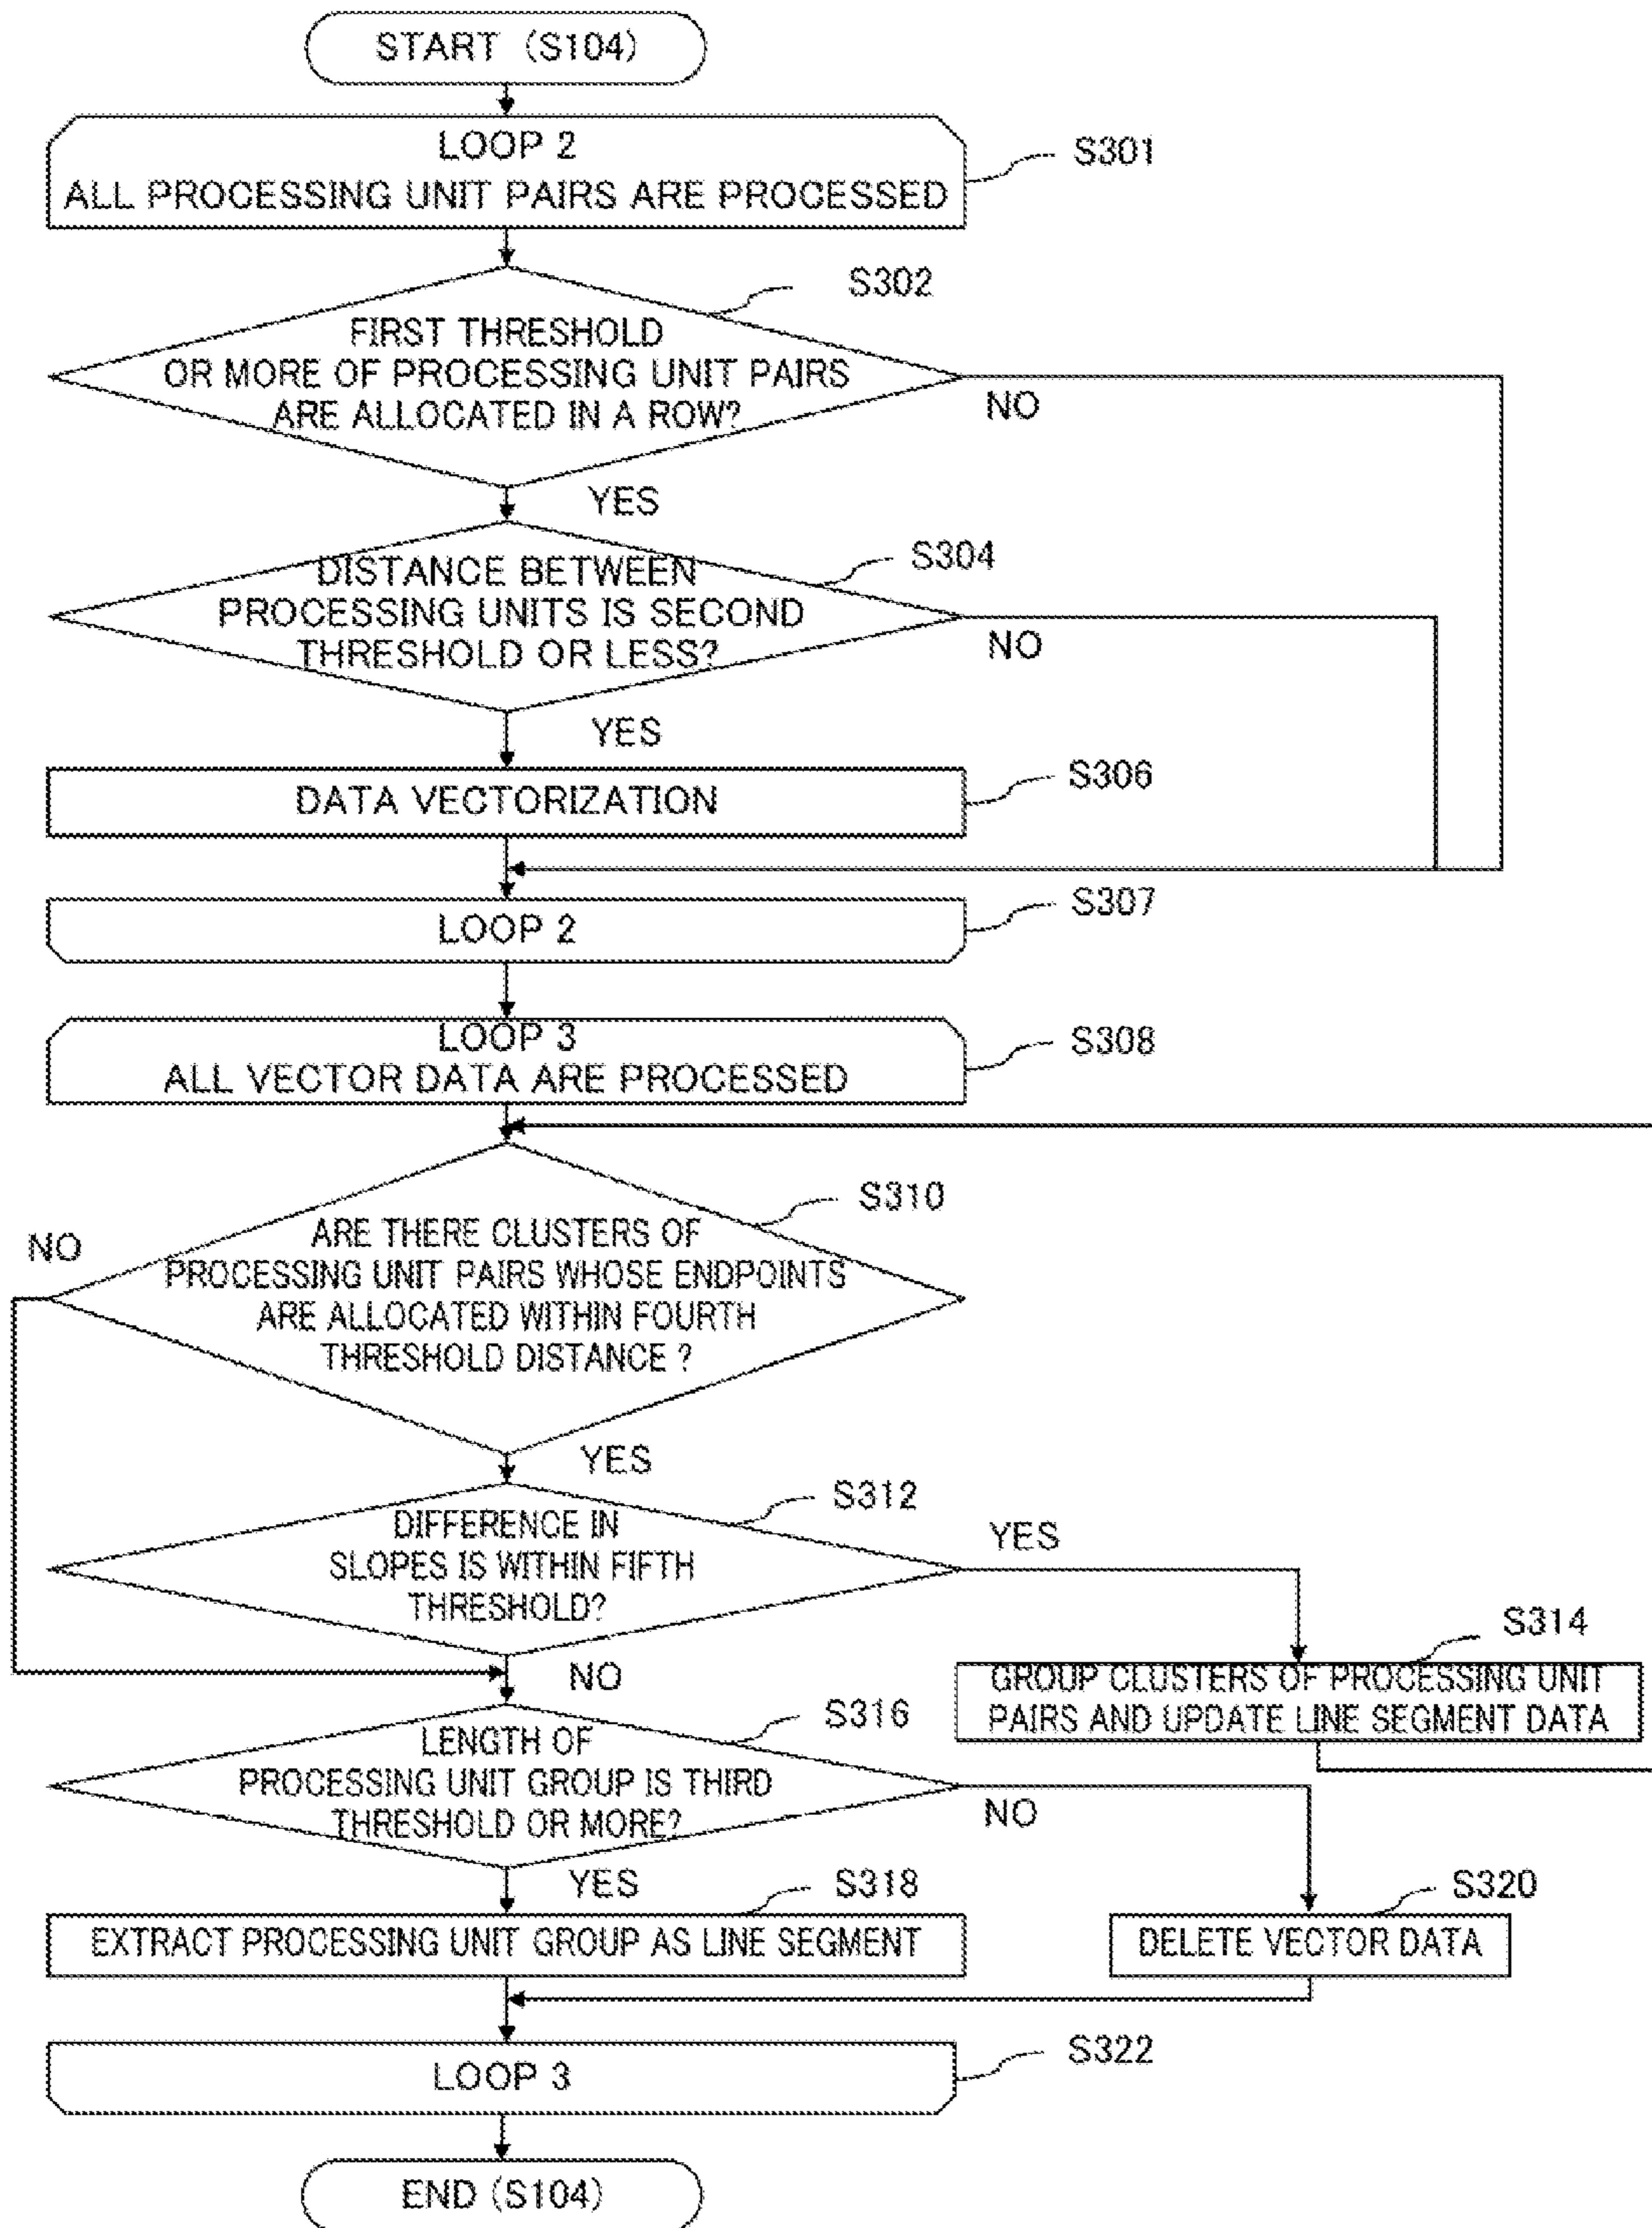 START (S104)
LOOP 2
ALL PROCESSING UNIT PAIRS ARE PROCESSED
S301
S302
FIRST THRESHOLD
OR MORE OF PROCESSING UNIT PAIRS
ARE ALLOCATED IN A ROW?
NO
YES
S304
DISTANCE BETWEEN
PROCESSING UNITS IS SECOND
THRESHOLD OR LESS?
NO
YES
S306
DATA VECTORIZATION
S307
LOOP 2
LOOP 3
ALL VECTOR DATA ARE PROCESSED
S308
S310
NO
ARE THERE CLUSTERS OF
PROCESSING UNIT PAIRS WHOSE ENDPOINTS
ARE ALLOCATED WITHIN FOURTH
THRESHOLD DISTANCE ?
YES
S312
DIFFERENCE IN
SLOPES IS WITHIN FIFTH
THRESHOLD?
YES
NO
S314
GROUP CLUSTERS OF PROCESSING UNIT
PAIRS AND UPDATE LINE SEGMENT DATA
S316
LENGTH OF
PROCESSING UNIT GROUP IS THIRD
THRESHOLD OR MORE?
NO
YES
S318
EXTRACT PROCESSING UNIT GROUP AS LINE SEGMENT
S320
DELETE VECTOR DATA
S322
LOOP 3
END (S104)